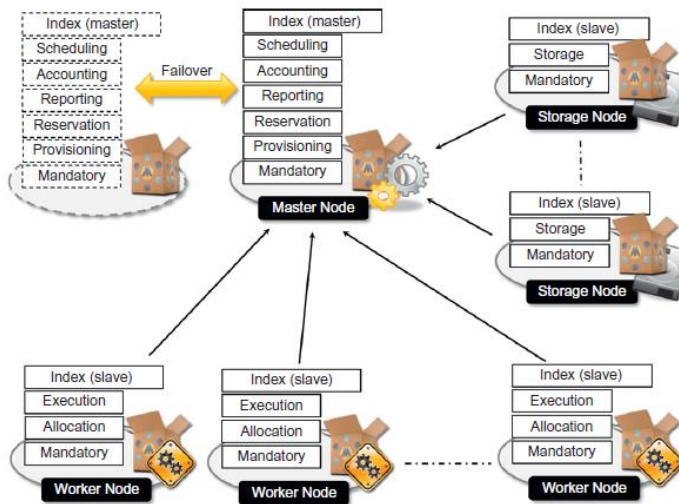 Index (master)
Scheduling
Accounting
Reporting
Reservation
Provisioning
Mandatory
Failover
Index (master)
Scheduling
Accounting
Reporting
Reservation
Provisioning
Mandatory
Master Node
Index (slave)
Storage
Mandatory
Storage Node
Index (slave)
Storage
Mandatory
Storage Node
Index (slave)
Execution
Allocation
Mandatory
Worker Node
Index (slave)
Execution
Allocation
Mandatory
Worker Node
Index (slave)
Execution
Allocation
Mandatory
Worker Node